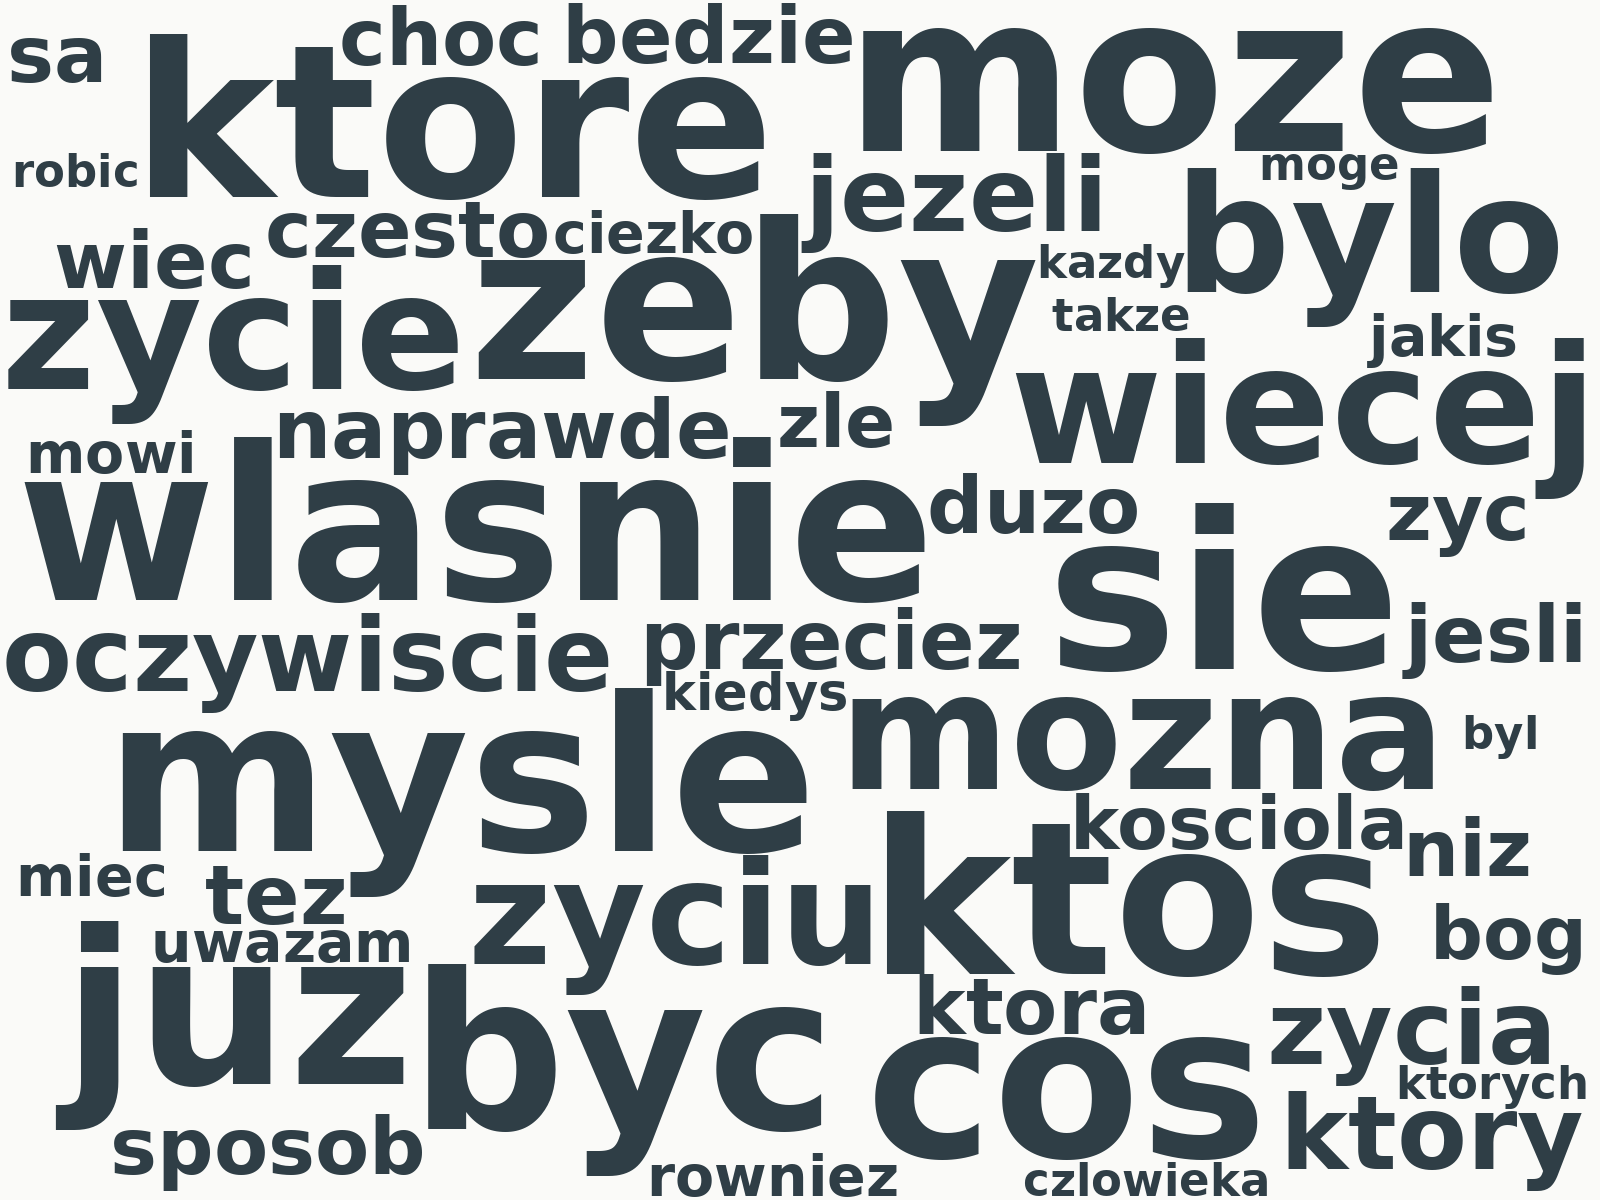 sa
choc
bedzie
moze
ktore
robic
moge
jezeli
bylo
czesto
ciezko
wiec
zeby
kazdy
zycie
takze
jakis
wiecej
naprawde
zle
mowi
wlasnie
duzo
zyc
sie
oczywiscie
przeciez
jesli
kiedys
mozna
byl
mysle
kosciola
niz
miec
tez
zyciu
ktos
bog
uwazam
juz
byc
ktora
cos
zycia
ktorych
ktory
sposob
rowniez
czlowieka